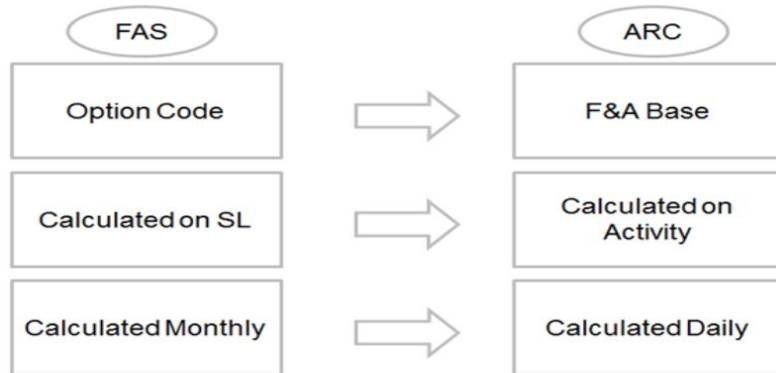 FAS
ARC
Option Code
F&A Base
Calculated on SL
Calculated on
Activity
Calculated Monthly
Calculated Daily